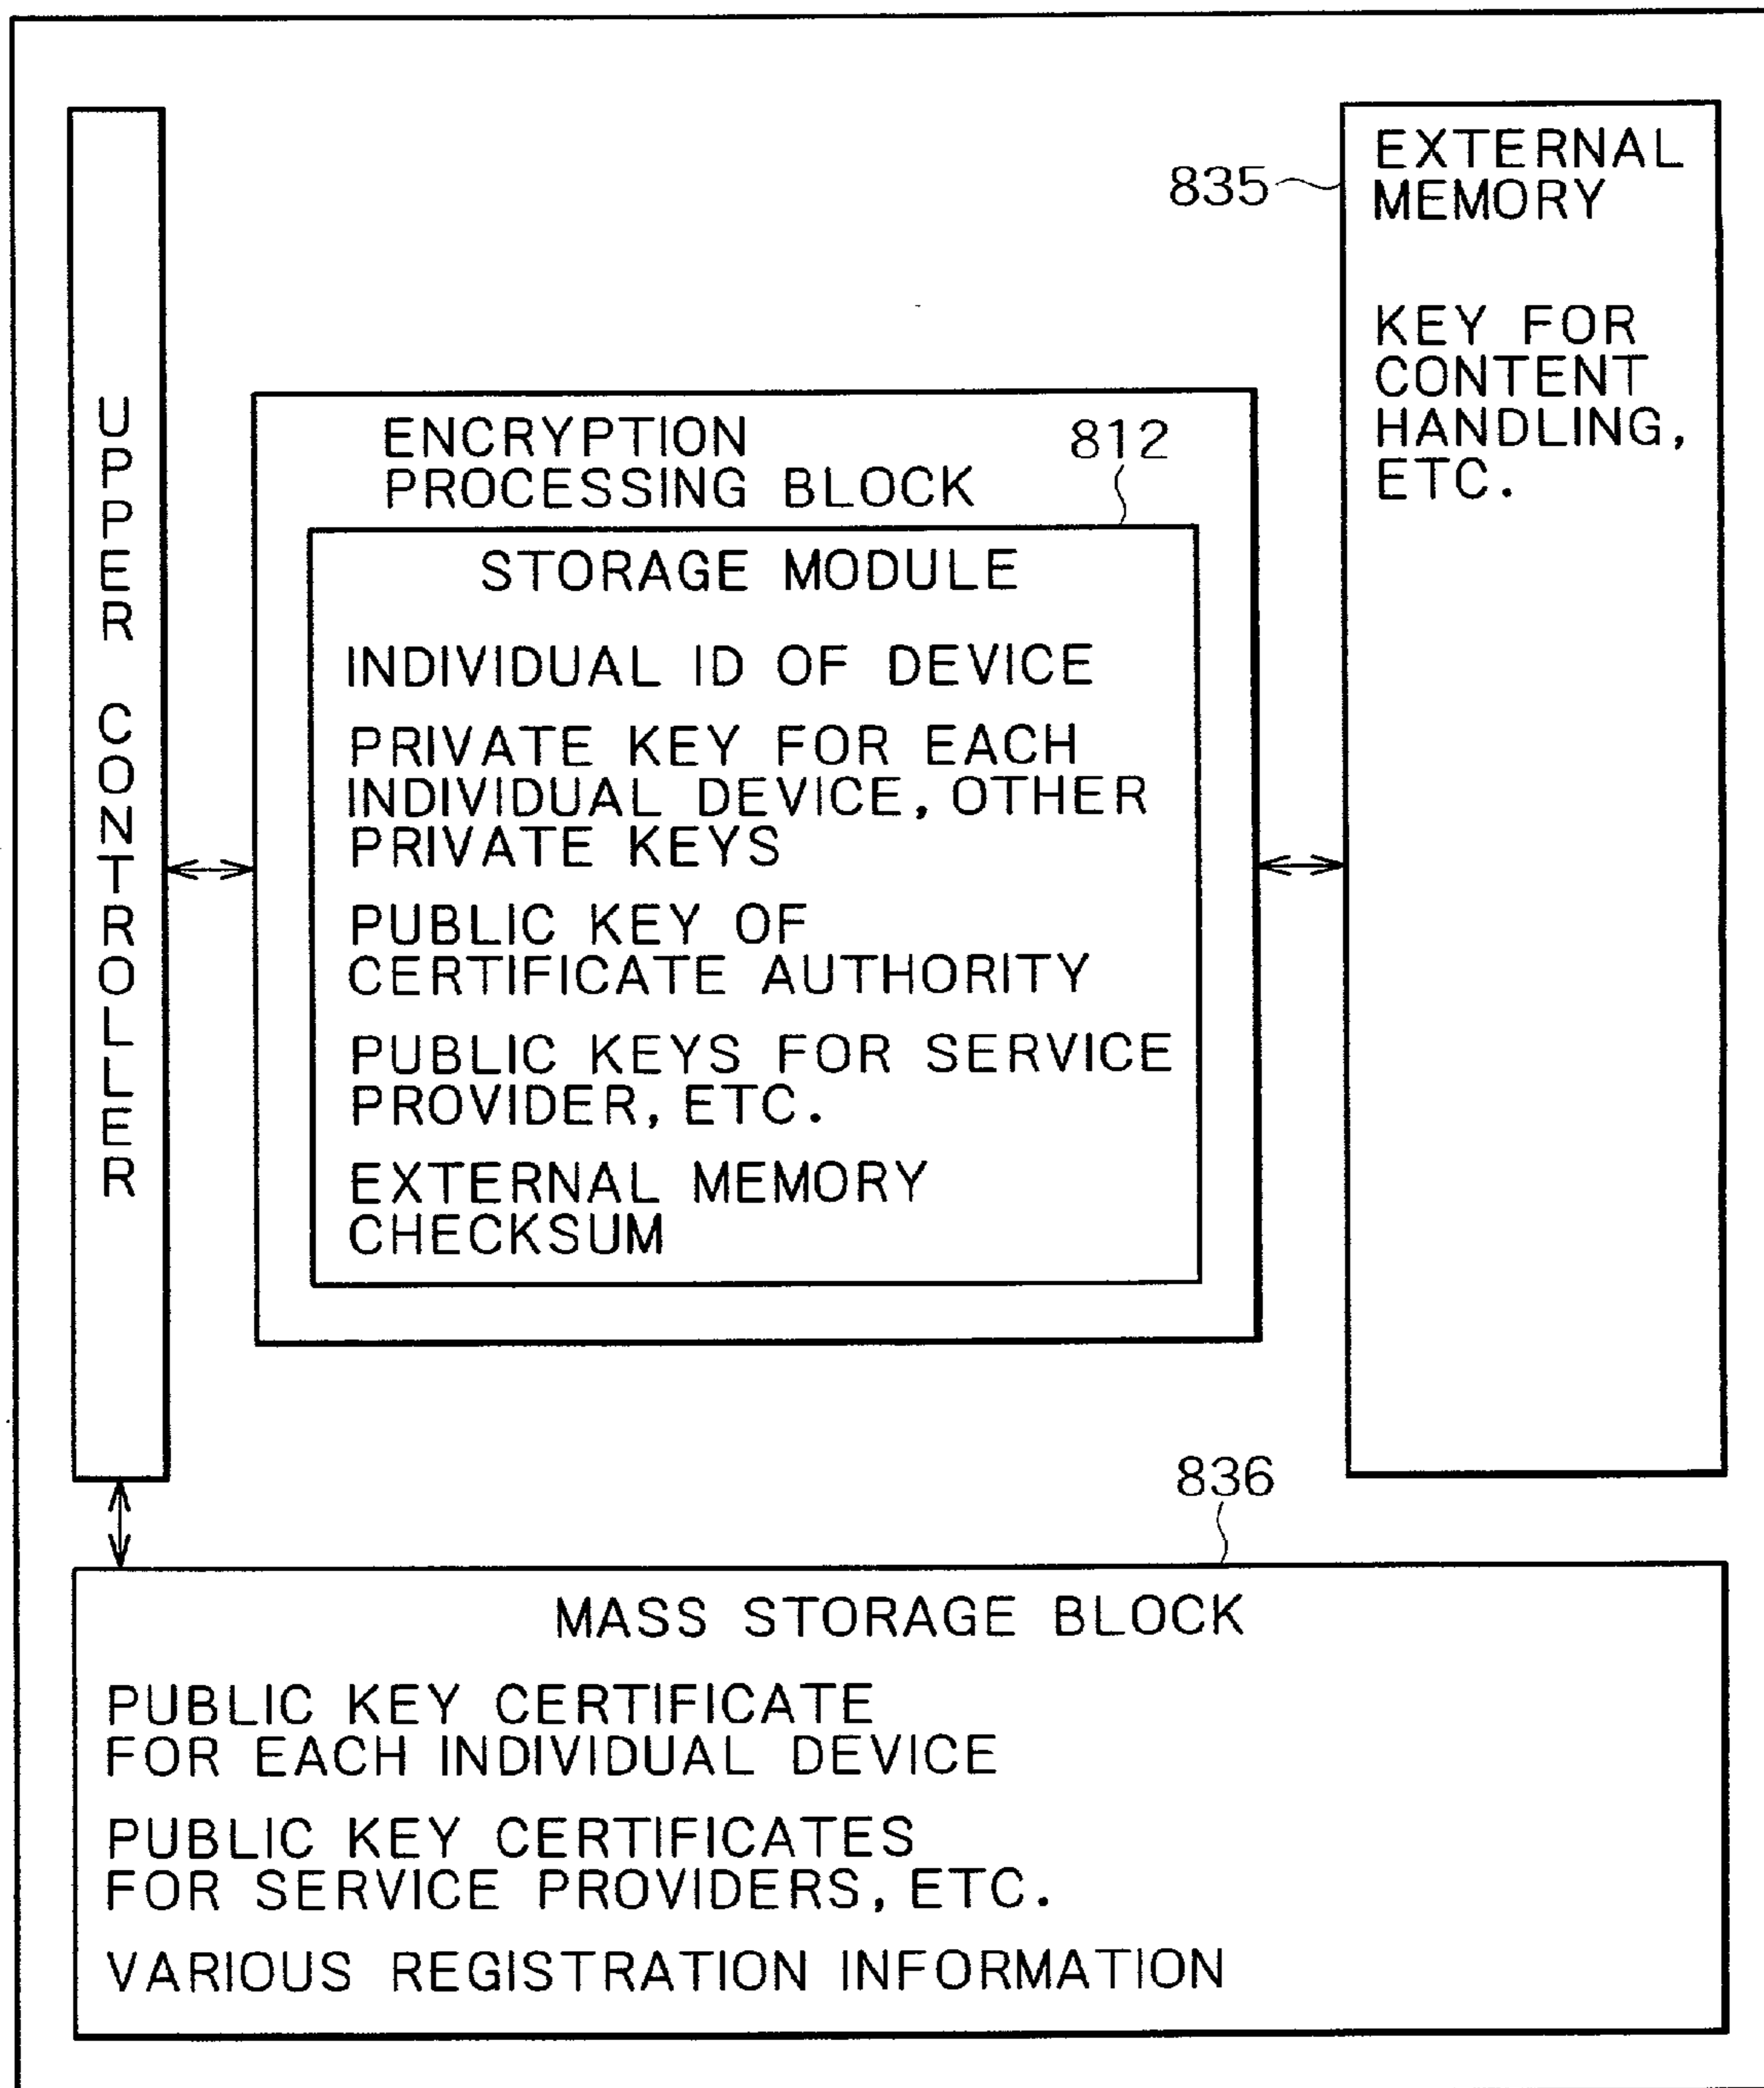 UPPER CONTROLLER
835
EXTERNAL
MEMORY
KEY FOR
CONTENT
HANDLING,
ETC.
ENCRYPTION
PROCESSING BLOCK
812
STORAGE MODULE
INDIVIDUAL ID OF DEVICE
PRIVATE KEY FOR EACH
INDIVIDUAL DEVICE, OTHER
PRIVATE KEYS
PUBLIC KEY OF
CERTIFICATE AUTHORITY
PUBLIC KEYS FOR SERVICE
PROVIDER, ETC.
EXTERNAL MEMORY
CHECKSUM
836
MASS STORAGE BLOCK
PUBLIC KEY CERTIFICATE
FOR EACH INDIVIDUAL DEVICE
PUBLIC KEY CERTIFICATES
FOR SERVICE PROVIDERS, ETC.
VARIOUS REGISTRATION INFORMATION